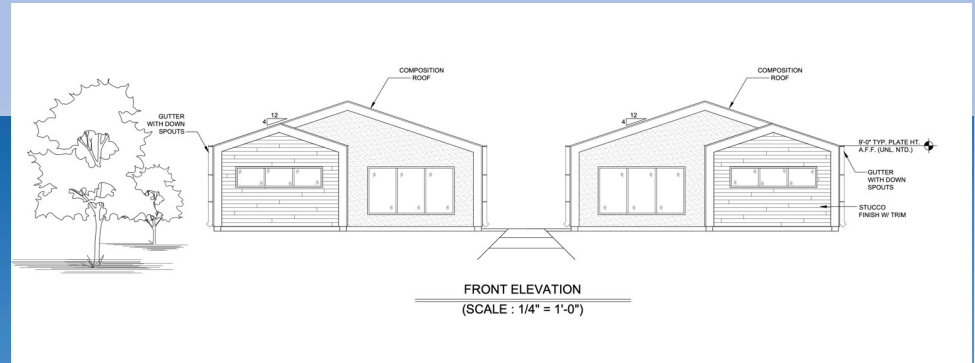 COMPOSITION
ROOF
COMPOSITION
ROOF
GUTTER
WITH DOWN
SPOUTS
12
4
12
4
9'-0" TYP. PLATE HT.
A.F.F. (UNL. NTD.)
GUTTER
WITH DOWN
SPOUTS
STUCCO
FINISH W/ TRIM
FRONT ELEVATION
(SCALE : 1/4" = 1'-0")